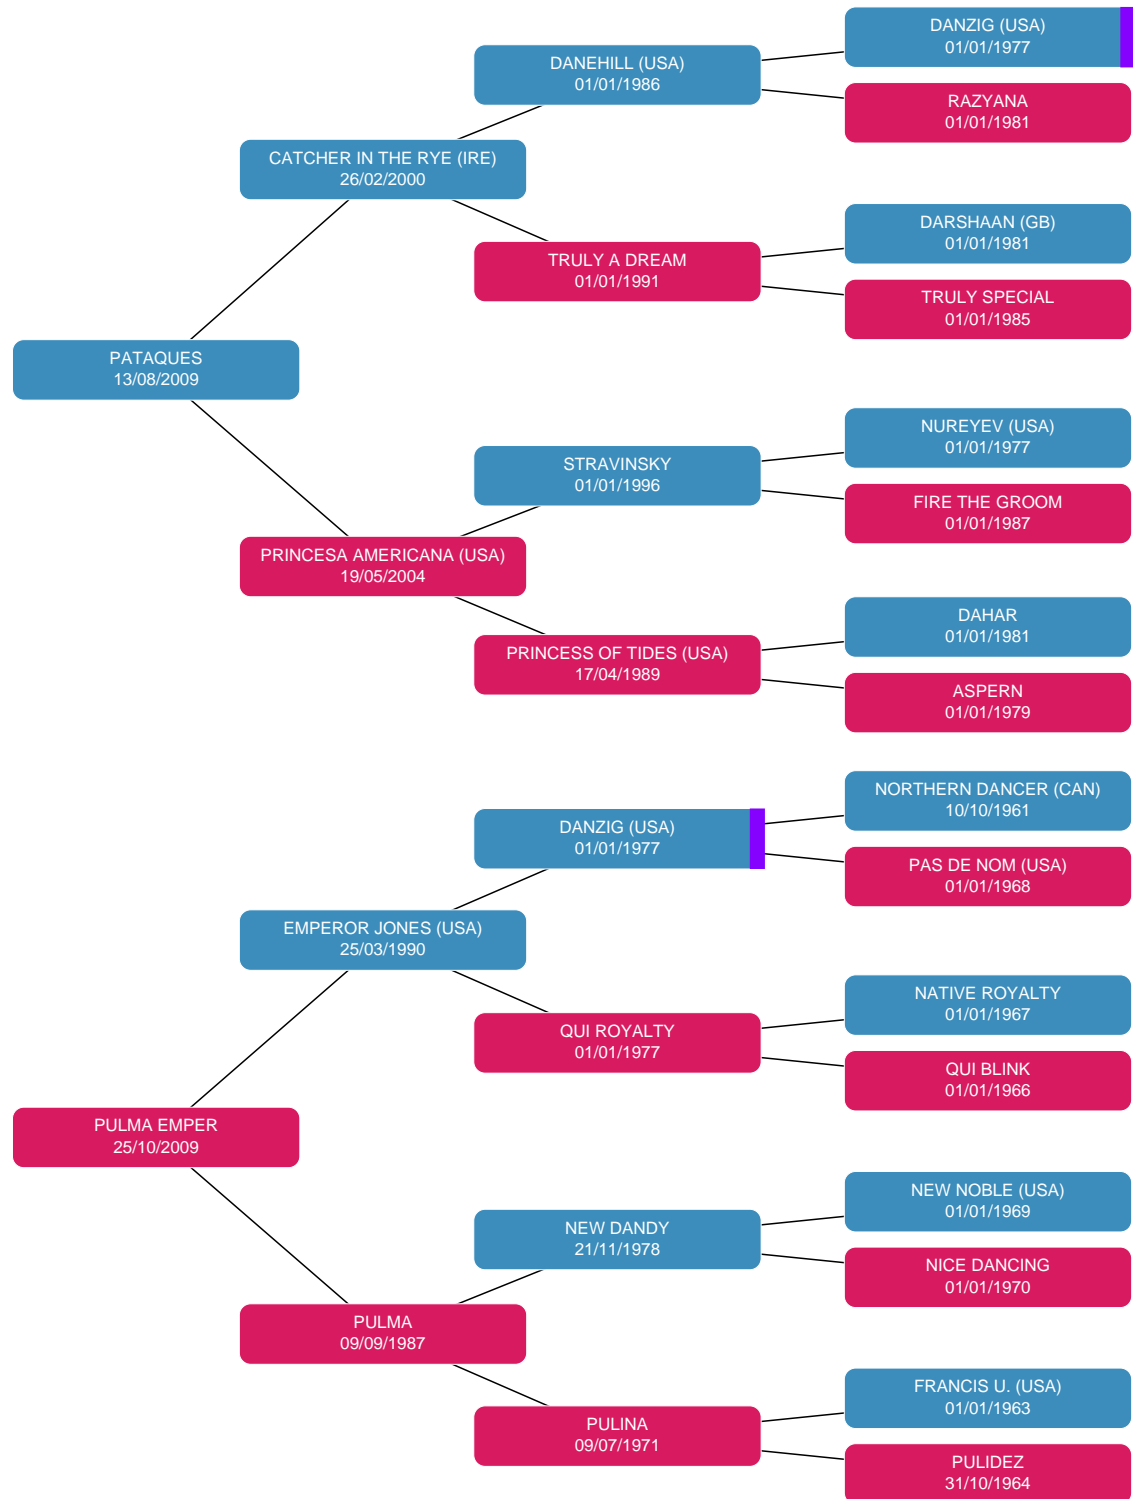 DANZIG (USA)
01/01/1977
DANEHILL (USA)
01/01/1986
RAZYANA
01/01/1981
CATCHER IN THE RYE (IRE)
26/02/2000
DARSHAAN (GB)
01/01/1981
TRULY A DREAM
01/01/1991
TRULY SPECIAL
01/01/1985
PATAQUES
13/08/2009
NUREYEV (USA)
01/01/1977
STRAVINSKY
01/01/1996
FIRE THE GROOM
01/01/1987
PRINCESA AMERICANA (USA)
19/05/2004
DAHAR
01/01/1981
PRINCESS OF TIDES (USA)
17/04/1989
ASPERN
01/01/1979
NORTHERN DANCER (CAN)
10/10/1961
DANZIG (USA)
01/01/1977
PAS DE NOM (USA)
01/01/1968
EMPEROR JONES (USA)
25/03/1990
NATIVE ROYALTY
01/01/1967
QUI ROYALTY
01/01/1977
QUI BLINK
01/01/1966
PULMA EMPER
25/10/2009
NEW NOBLE (USA)
01/01/1969
NEW DANDY
21/11/1978
NICE DANCING
01/01/1970
PULMA
09/09/1987
FRANCIS U. (USA)
01/01/1963
PULINA
09/07/1971
PULIDEZ
31/10/1964